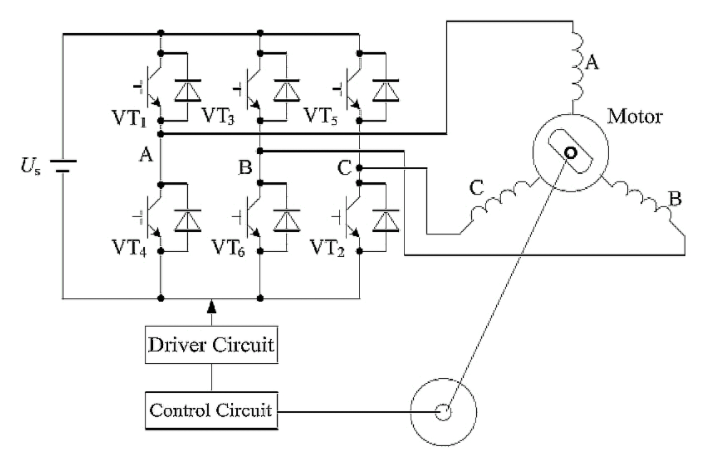 A
Motor
VT1 VT3 VT5
A
Us
B C
C B
VT4 VT6 VT2
Driver Circuit
Control Circuit